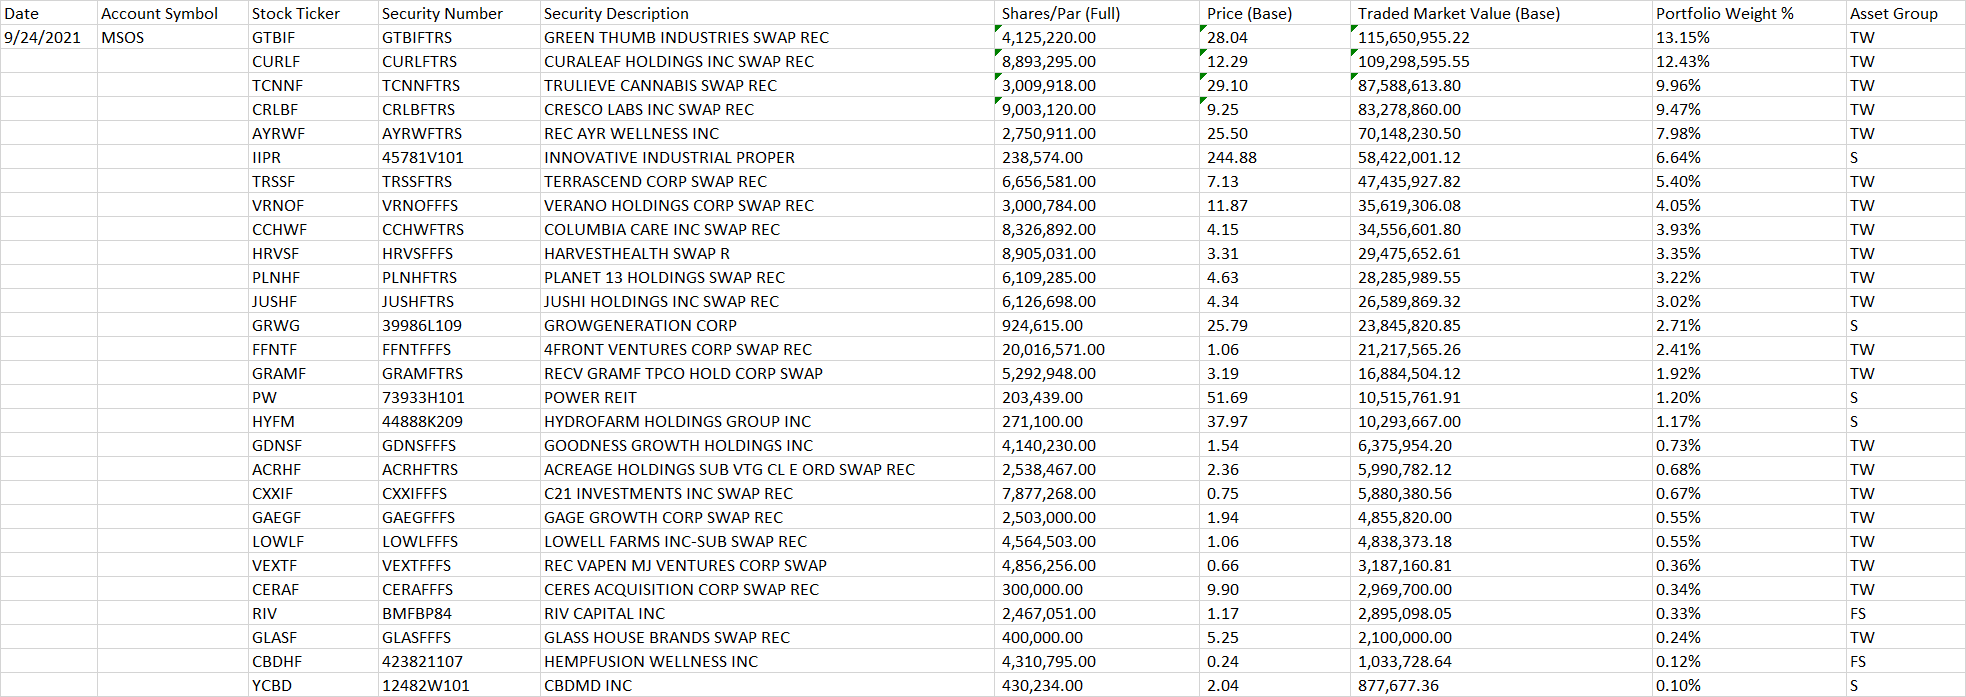 Date Account Symbol Stock Ticker Security Number Security Description Shares/Par (Full) Price (Base) Traded Market Value (Base) Portfolio Weight % Asset Group
9/24/2021 MSOS GTBIF GTBIFTRS GREEN THUMB INDUSTRIES SWAP REC 4,125,220.00 28.04 115,650,955.22 13.15% TW
CURLF CURLFTRS CURALEAF HOLDINGS INC SWAP REC 8,893,295.00 12.29 109,298,595.55 12.43% TW
TCNNF TCNNFTRS TRULIEVE CANNABIS SWAP REC 3,009,918.00 29.10 87,588,613.80 9.96% TW
CRLBF CRLBFTRS CRESCO LABS INC SWAP REC 9,003,120.00 9.25 83,278,860.00 9.47% TW
AYRWF AYRWFTRS REC AYR WELLNESS INC 2,750,911.00 25.50 70,148,230.50 7.98% TW
IIPR 45781V101 INNOVATIVE INDUSTRIAL PROPER 238,574.00 244.88 58,422,001.12 6.64% S
TRSSF TRSSFTRS TERRASCEND CORP SWAP REC 6,656,581.00 7.13 47,435,927.82 5.40% TW
VRNOF VRNOFFFS VERANO HOLDINGS CORP SWAP REC 3,000,784.00 11.87 35,619,306.08 4.05% TW
CCHWF CCHWFTRS COLUMBIA CARE INC SWAP REC 8,326,892.00 4.15 34,556,601.80 3.93% TW
HRVSF HRVSFFFS HARVESTHEALTH SWAP R 8,905,031.00 3.31 29,475,652.61 3.35% TW
PLNHF PLNHFTRS PLANET 13 HOLDINGS SWAP REC 6,109,285.00 4.63 28,285,989.55 3.22% TW
JUSHF JUSHFTRS JUSHI HOLDINGS INC SWAP REC 6,126,698.00 4.34 26,589,869.32 3.02% TW
GRWG 39986L109 GROWGENERATION CORP 924,615.00 25.79 23,845,820.85 2.71% S
FFNTF FFNTFFFS 4FRONT VENTURES CORP SWAP REC 20,016,571.00 1.06 21,217,565.26 2.41% TW
GRAMF GRAMFTRS RECV GRAMF TPCO HOLD CORP SWAP 5,292,948.00 3.19 16,884,504.12 1.92% TW
PW 73933H101 POWER REIT 203,439.00 51.69 10,515,761.91 1.20% S
HYFM 44888K209 HYDROFARM HOLDINGS GROUP INC 271,100.00 37.97 10,293,667.00 1.17% S
GDNSF GDNSFFFS GOODNESS GROWTH HOLDINGS INC 4,140,230.00 1.54 6,375,954.20 0.73% TW
ACRHF ACRHFTRS ACREAGE HOLDINGS SUB VTG CL E ORD SWAP REC 2,538,467.00 2.36 5,990,782.12 0.68% TW
CXXIF CXXIFFFS C21 INVESTMENTS INC SWAP REC 7,877,268.00 0.75 5,880,380.56 0.67% TW
GAEGF GAEGFFFS GAGE GROWTH CORP SWAP REC 2,503,000.00 1.94 4,855,820.00 0.55% TW
LOWLF LOWLFFFS LOWELL FARMS INC-SUB SWAP REC 4,564,503.00 1.06 4,838,373.18 0.55% TW
VEXTF VEXTFFFS REC VAPEN MJ VENTURES CORP SWAP 4,856,256.00 0.66 3,187,160.81 0.36% TW
CERAF CERAFFFS CERES ACQUISITION CORP SWAP REC 300,000.00 9.90 2,969,700.00 0.34% TW
RIV BMFBP84 RIV CAPITAL INC 2,467,051.00 1.17 2,895,098.05 0.33% FS
GLASF GLASFFFS GLASS HOUSE BRANDS SWAP REC 400,000.00 5.25 2,100,000.00 0.24% TW
CBDHF 423821107 HEMPFUSION WELLNESS INC 4,310,795.00 0.24 1,033,728.64 0.12% FS
YCBD 12482W101 CBDMD INC 430,234.00 2.04 877,677.36 0.10% S